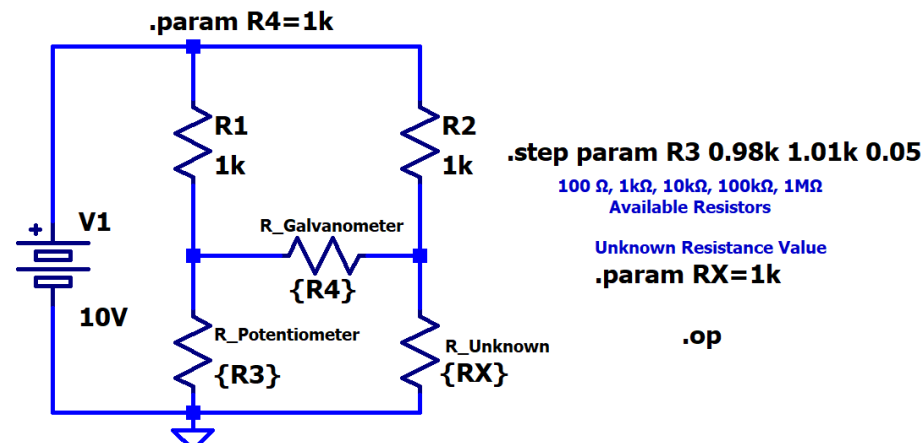 .param R4=1k
R1
1k
R2
1k
.step param R3 0.98k 1.01k 0.05
100 Ω, 1kΩ, 10kΩ, 100kΩ, 1MΩ
Available Resistors
V1
10V
R_Galvanometer
{R4}
Unknown Resistance Value
.param RX=1k
R_Potentiometer
{R3}
R_Unknown
{RX}
.op